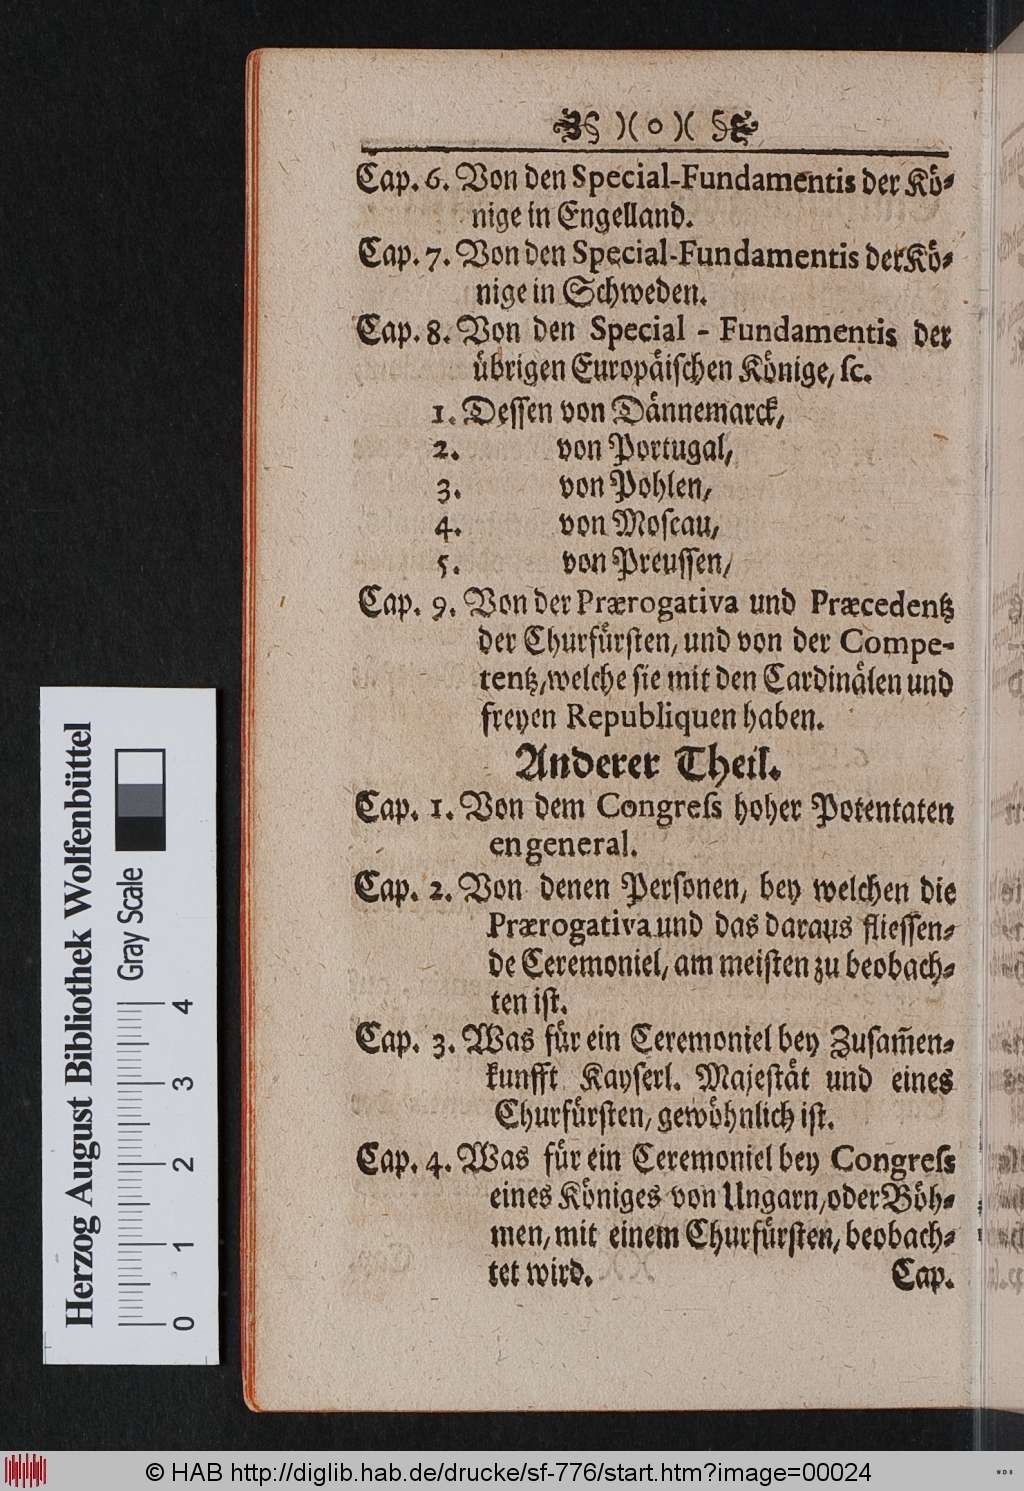 )( o )(
Cap. 6. Von den Special-Fundamentis der Kö-
nige in Engelland.
Cap. 7. Von den Special-Fundamentis der Kö-
nige in Schweden.
Cap. 8. Von den Special - Fundamentis der
übrigen Europäischen Könige, ꝛc.
1. Dessen von Dännemarck,
2. von Portugal,
3. von Pohlen,
4. von Moscau,
5. von Preussen,
Cap. 9. Von der Prærogativa und Præcedentz
der Churfürsten, und von der Compe-
tentz, welche sie mit den Cardinälen und
freyen Republiquen haben.
Anderer Theil.
Cap. 1. Von dem Congreſs hoher Potentaten
en general.
Cap. 2. Von denen Personen, bey welchen die
Prærogativa und das daraus fliessen-
de Ceremoniel, am meisten zu beobach-
ten ist.
Cap. 3. Was für ein Ceremoniel bey Zusam̄en-
kunfft Kayserl. Majestät und eines
Churfürsten, gewöhnlich ist.
Cap. 4. Was für ein Ceremoniel bey Congreſs
eines Königes von Ungarn, oder Böh-
men, mit einem Churfürsten, beobach-
tet wird. Cap.
Herzog August Bibliothek Wolfenbüttel
Gray Scale
0 1 2 3 4
© HAB http://diglib.hab.de/drucke/sf-776/start.htm?image=00024